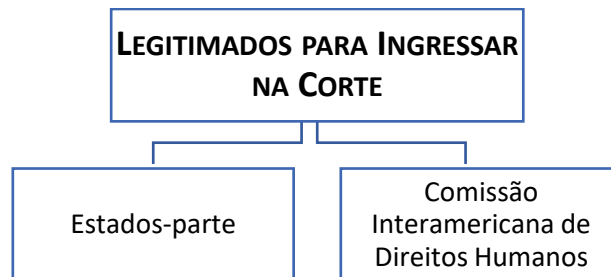 LEGITIMADOS PARA INGRESSAR
NA CORTE
Estados-parte
Comissão
Interamericana de
Direitos Humanos